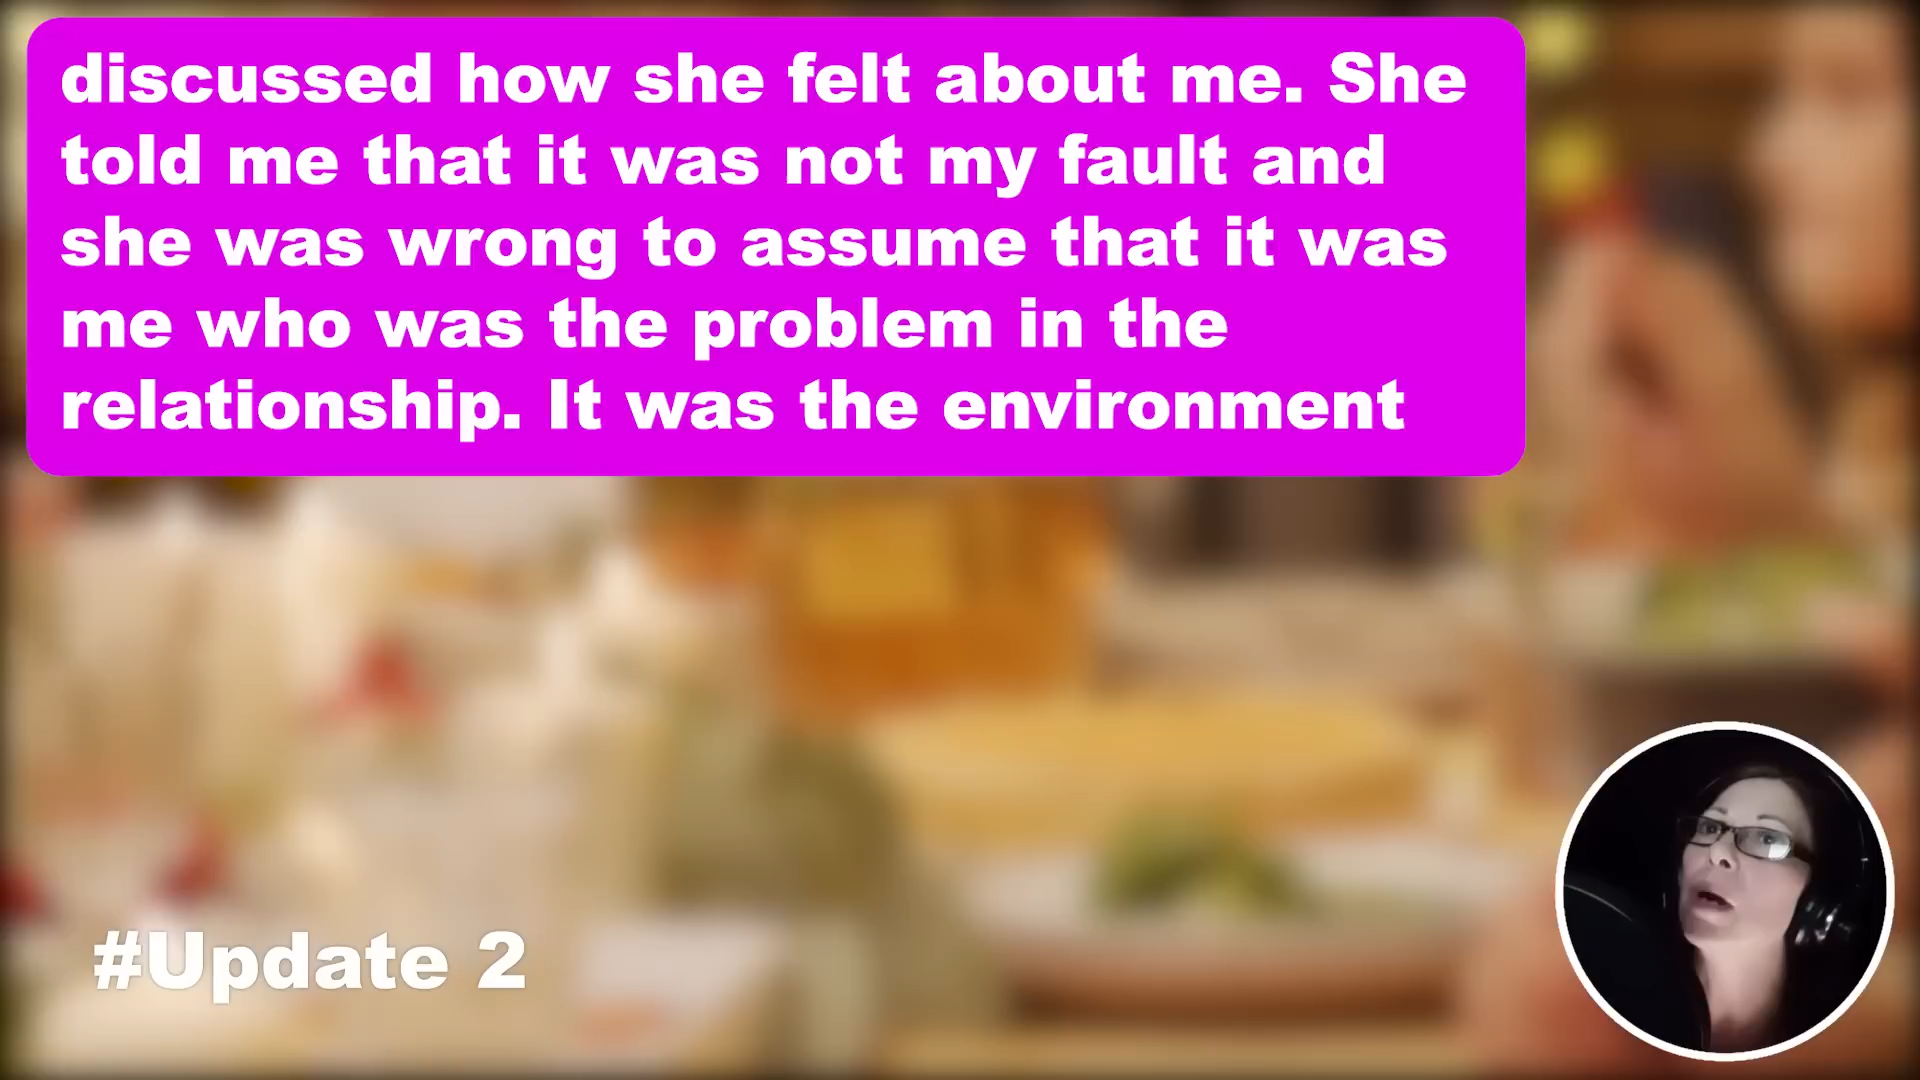 discussed how she felt about me. She
told me that it was not my fault and
she was wrong to assume that it was
me who was the problem in the
relationship. It was the environment
#Update 2